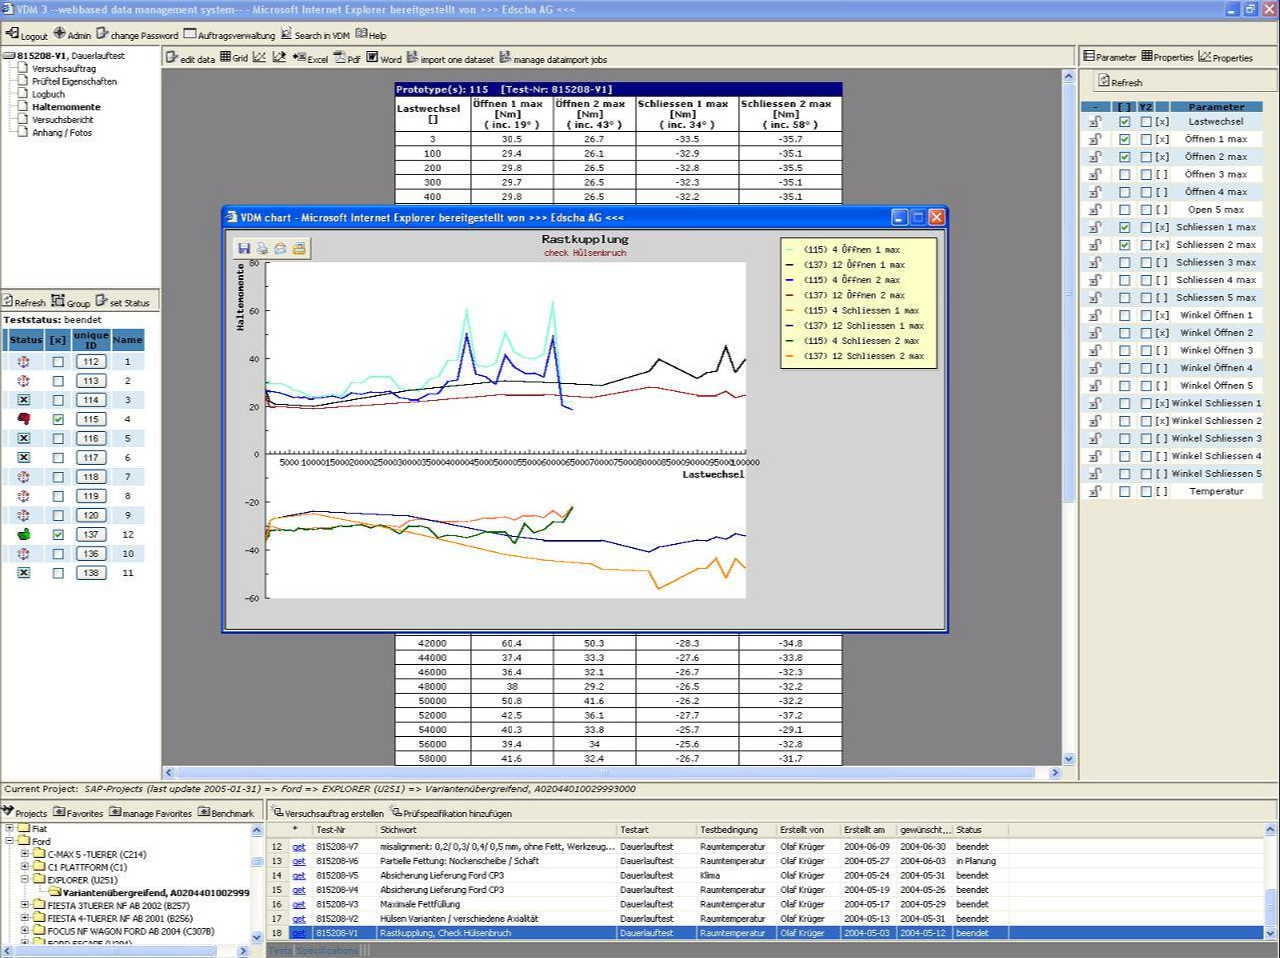 VDM 3 --webbased data management system-- - Microsoft Internet Explorer bereitgestellt von >>> Edscha AG <<<
Logout Admin change Password Auftragsverwaltung Search in VDM Help
815208-V1, Dauerlauftest
Versuchsauftrag
Prüfteil Eigenschaften
Logbuch
Haltemomente
Versuchsbericht
Anhang / Fotos
edit data Grid Excel Pdf Word import one dataset manage dataimport jobs
Parameter Properties Properties
Refresh
Prototype(s): 115 [Test-Nr: 815208-V1]
Lastwechsel [] Öffnen 1 max [Nm] ( inc. 19° ) Öffnen 2 max [Nm] ( inc. 43° ) Schliessen 1 max [Nm] ( inc. 34° ) Schliessen 2 max [Nm] ( inc. 58° )
3 30.5 26.7 -33.5 -35.7
100 29.4 26.1 -32.9 -35.1
200 29.8 26.5 -32.8 -35.5
300 29.7 26.5 -32.3 -35.1
400 29.8 26.5 -32.2 -35.1
- [ ] Y2 Parameter
[x] Lastwechsel
[x] Öffnen 1 max
[x] Öffnen 2 max
[ ] Öffnen 3 max
[ ] Öffnen 4 max
[ ] Open 5 max
[x] Schliessen 1 max
[x] Schliessen 2 max
[ ] Schliessen 3 max
[ ] Schliessen 4 max
[ ] Schliessen 5 max
[x] Winkel Öffnen 1
[x] Winkel Öffnen 2
[ ] Winkel Öffnen 3
[ ] Winkel Öffnen 4
[ ] Winkel Öffnen 5
[x] Winkel Schliessen 1
[x] Winkel Schliessen 2
[ ] Winkel Schliessen 3
[ ] Winkel Schliessen 4
[ ] Winkel Schliessen 5
[ ] Temperatur
Refresh Group set Status
Teststatus: beendet
Status [x] unique ID Name
112 1
113 2
114 3
115 4
116 5
117 6
118 7
119 8
120 9
137 12
136 10
138 11
VDM chart - Microsoft Internet Explorer bereitgestellt von >>> Edscha AG <<<
Rastkupplung
check Hülsenbruch
Haltemomente
80
60
40
20
0
-20
-40
-60
5000 10000 15000 20000 25000 30000 35000 40000 45000 50000 55000 60000 65000 70000 75000 80000 85000 90000 95000 100000
Lastwechsel
(115) 4 Öffnen 1 max
(137) 12 Öffnen 1 max
(115) 4 Öffnen 2 max
(137) 12 Öffnen 2 max
(115) 4 Schliessen 1 max
(137) 12 Schliessen 1 max
(115) 4 Schliessen 2 max
(137) 12 Schliessen 2 max
42000 60.4 50.3 -28.3 -34.8
44000 37.4 33.3 -27.6 -33.8
46000 36.4 32.1 -26.7 -32.3
48000 38 29.2 -26.5 -32.2
50000 50.8 41.6 -26.2 -32.2
52000 42.5 36.1 -27.7 -37.2
54000 40.3 33.8 -25.7 -29.1
56000 39.4 34 -25.6 -32.8
58000 41.6 32.4 -26.7 -31.7
Current Project: SAP-Projects (last update 2005-01-31) => Ford => EXPLORER (U251) => Variantenübergreifend, A02044010029993000
Projects Favorites manage Favorites Benchmark
Versuchsauftrag erstellen Prüfspezifikation hinzufügen
Fiat
Ford
C-MAX 5 -TUERER (C214)
C1 PLATTFORM (C1)
EXPLORER (U251)
Variantenübergreifend, A0204401002999
FIESTA 3TUERER NF AB 2002 (B257)
FIESTA 4-TUERER NF AB 2001 (B256)
FOCUS NF WAGON FORD AB 2004 (C307B)
FORD ESCAPE (U204)
* Test-Nr Stichwort Testart Testbedingung Erstellt von Erstellt am gewünscht... Status
12 get 815208-V7 misalignment: 0,2/ 0,3/ 0,4/ 0,5 mm, ohne Fett, Werkzeug... Dauerlauftest Raumtemperatur Olaf Krüger 2004-06-09 2004-06-30 beendet
13 get 815208-V6 Partielle Fettung: Nockenscheibe / Schaft Dauerlauftest Raumtemperatur Olaf Krüger 2004-05-27 2004-06-03 in Planung
14 get 815208-V5 Absicherung Lieferung Ford CP3 Dauerlauftest Klima Olaf Krüger 2004-05-24 2004-05-31 beendet
15 get 815208-V4 Absicherung Lieferung Ford CP3 Dauerlauftest Raumtemperatur Olaf Krüger 2004-05-19 2004-05-26 beendet
16 get 815208-V3 Maximale Fettfüllung Dauerlauftest Raumtemperatur Olaf Krüger 2004-05-17 2004-05-29 beendet
17 get 815208-V2 Hülsen Varianten / verschiedene Axialität Dauerlauftest Raumtemperatur Olaf Krüger 2004-05-13 2004-05-31 beendet
18 get 815208-V1 Rastkupplung, Check Hülsenbruch Dauerlauftest Raumtemperatur Olaf Krüger 2004-05-03 2004-05-12 beendet
Tests Specifications